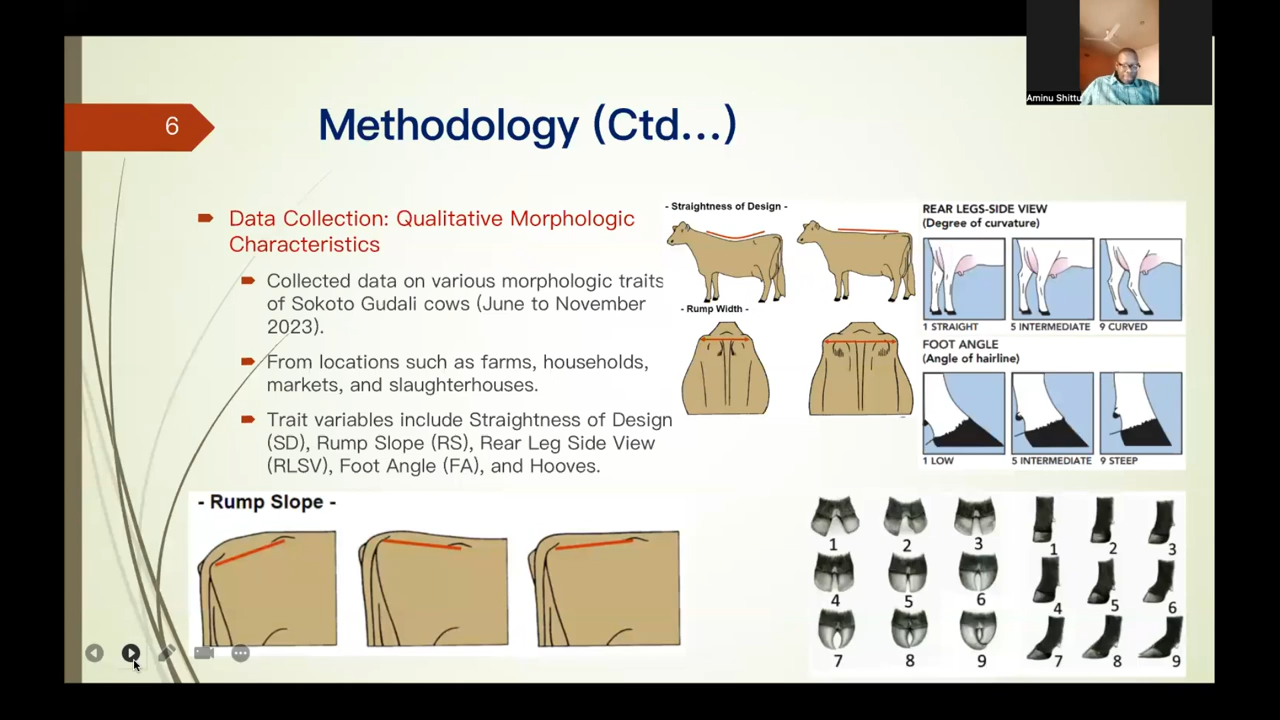 Aminu Shittu
6
Methodology (Ctd...)
Data Collection: Qualitative Morphologic
Characteristics
Collected data on various morphologic traits
of Sokoto Gudali cows (June to November
2023).
From locations such as farms, households,
markets, and slaughterhouses.
Trait variables include Straightness of Design
(SD), Rump Slope (RS), Rear Leg Side View
(RLSV), Foot Angle (FA), and Hooves.
- Straightness of Design -
- Rump Width -
REAR LEGS-SIDE VIEW
(Degree of curvature)
1 STRAIGHT 5 INTERMEDIATE 9 CURVED
FOOT ANGLE
(Angle of hairline)
1 LOW 5 INTERMEDIATE 9 STEEP
- Rump Slope -
1 2 3
4 5 6
7 8 9
1 2 3
4 5 6
7 8 9